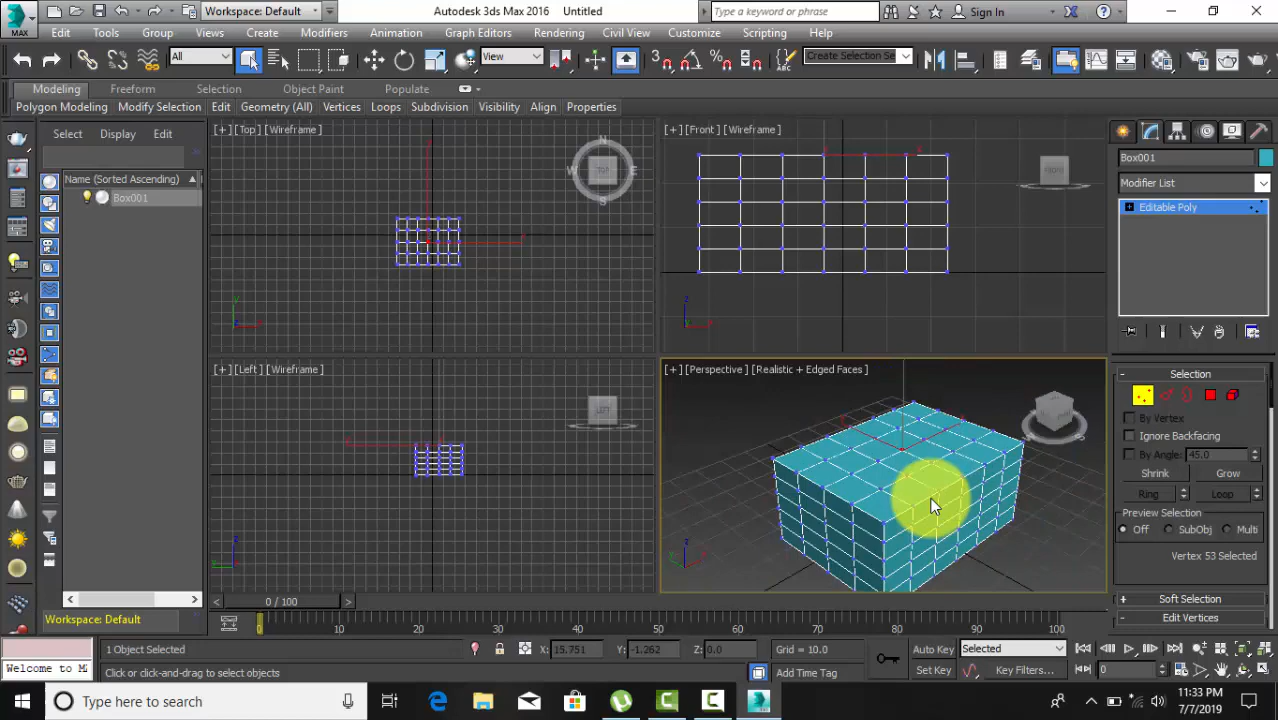 Workspace: Default
Autodesk 3ds Max 2016 Untitled
Type a keyword or phrase
Sign In
MAX
Edit Tools Group Views Create Modifiers Animation Graph Editors Rendering Civil View Customize Scripting Help
All
View
3
Create Selection Se
Modeling Freeform Selection Object Paint Populate
Polygon Modeling Modify Selection Edit Geometry (All) Vertices Loops Subdivision Visibility Align Properties
Select Display Edit
Name (Sorted Ascending)
Box001
Workspace: Default
[+] [Top] [Wireframe]
N
W TOP E
S
[+] [Front] [Wireframe]
FRONT
[+] [Left] [Wireframe]
LEFT
[+] [Perspective] [Realistic + Edged Faces]
Box001
Modifier List
Editable Poly
Selection
By Vertex
Ignore Backfacing
By Angle: 45.0
Shrink Grow
Ring Loop
Preview Selection
Off SubObj Multi
Vertex 53 Selected
Soft Selection
Edit Vertices
0 / 100
0 10 20 30 40 50 60 70 80 90 100
1 Object Selected
X: 15.751 Y: -1.262 Z: 0.0 Grid = 10.0
Auto Key Selected
Welcome to M
Click or click-and-drag to select objects
Add Time Tag
Set Key Key Filters...
0
Type here to search
11:33 PM
7/7/2019